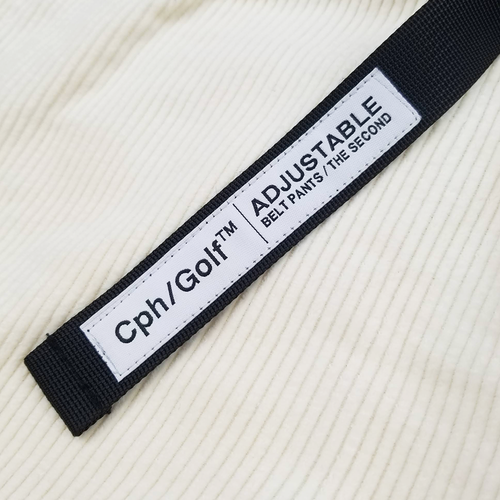 Cph/Golf™
ADJUSTABLE
BELT PANTS/THE SECOND